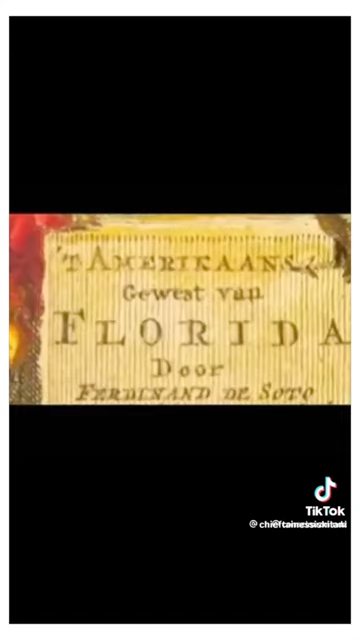 'T AMERIKAANS
Gewest van
FLORIDA
Door
FERDINAND DE SOTO
TikTok